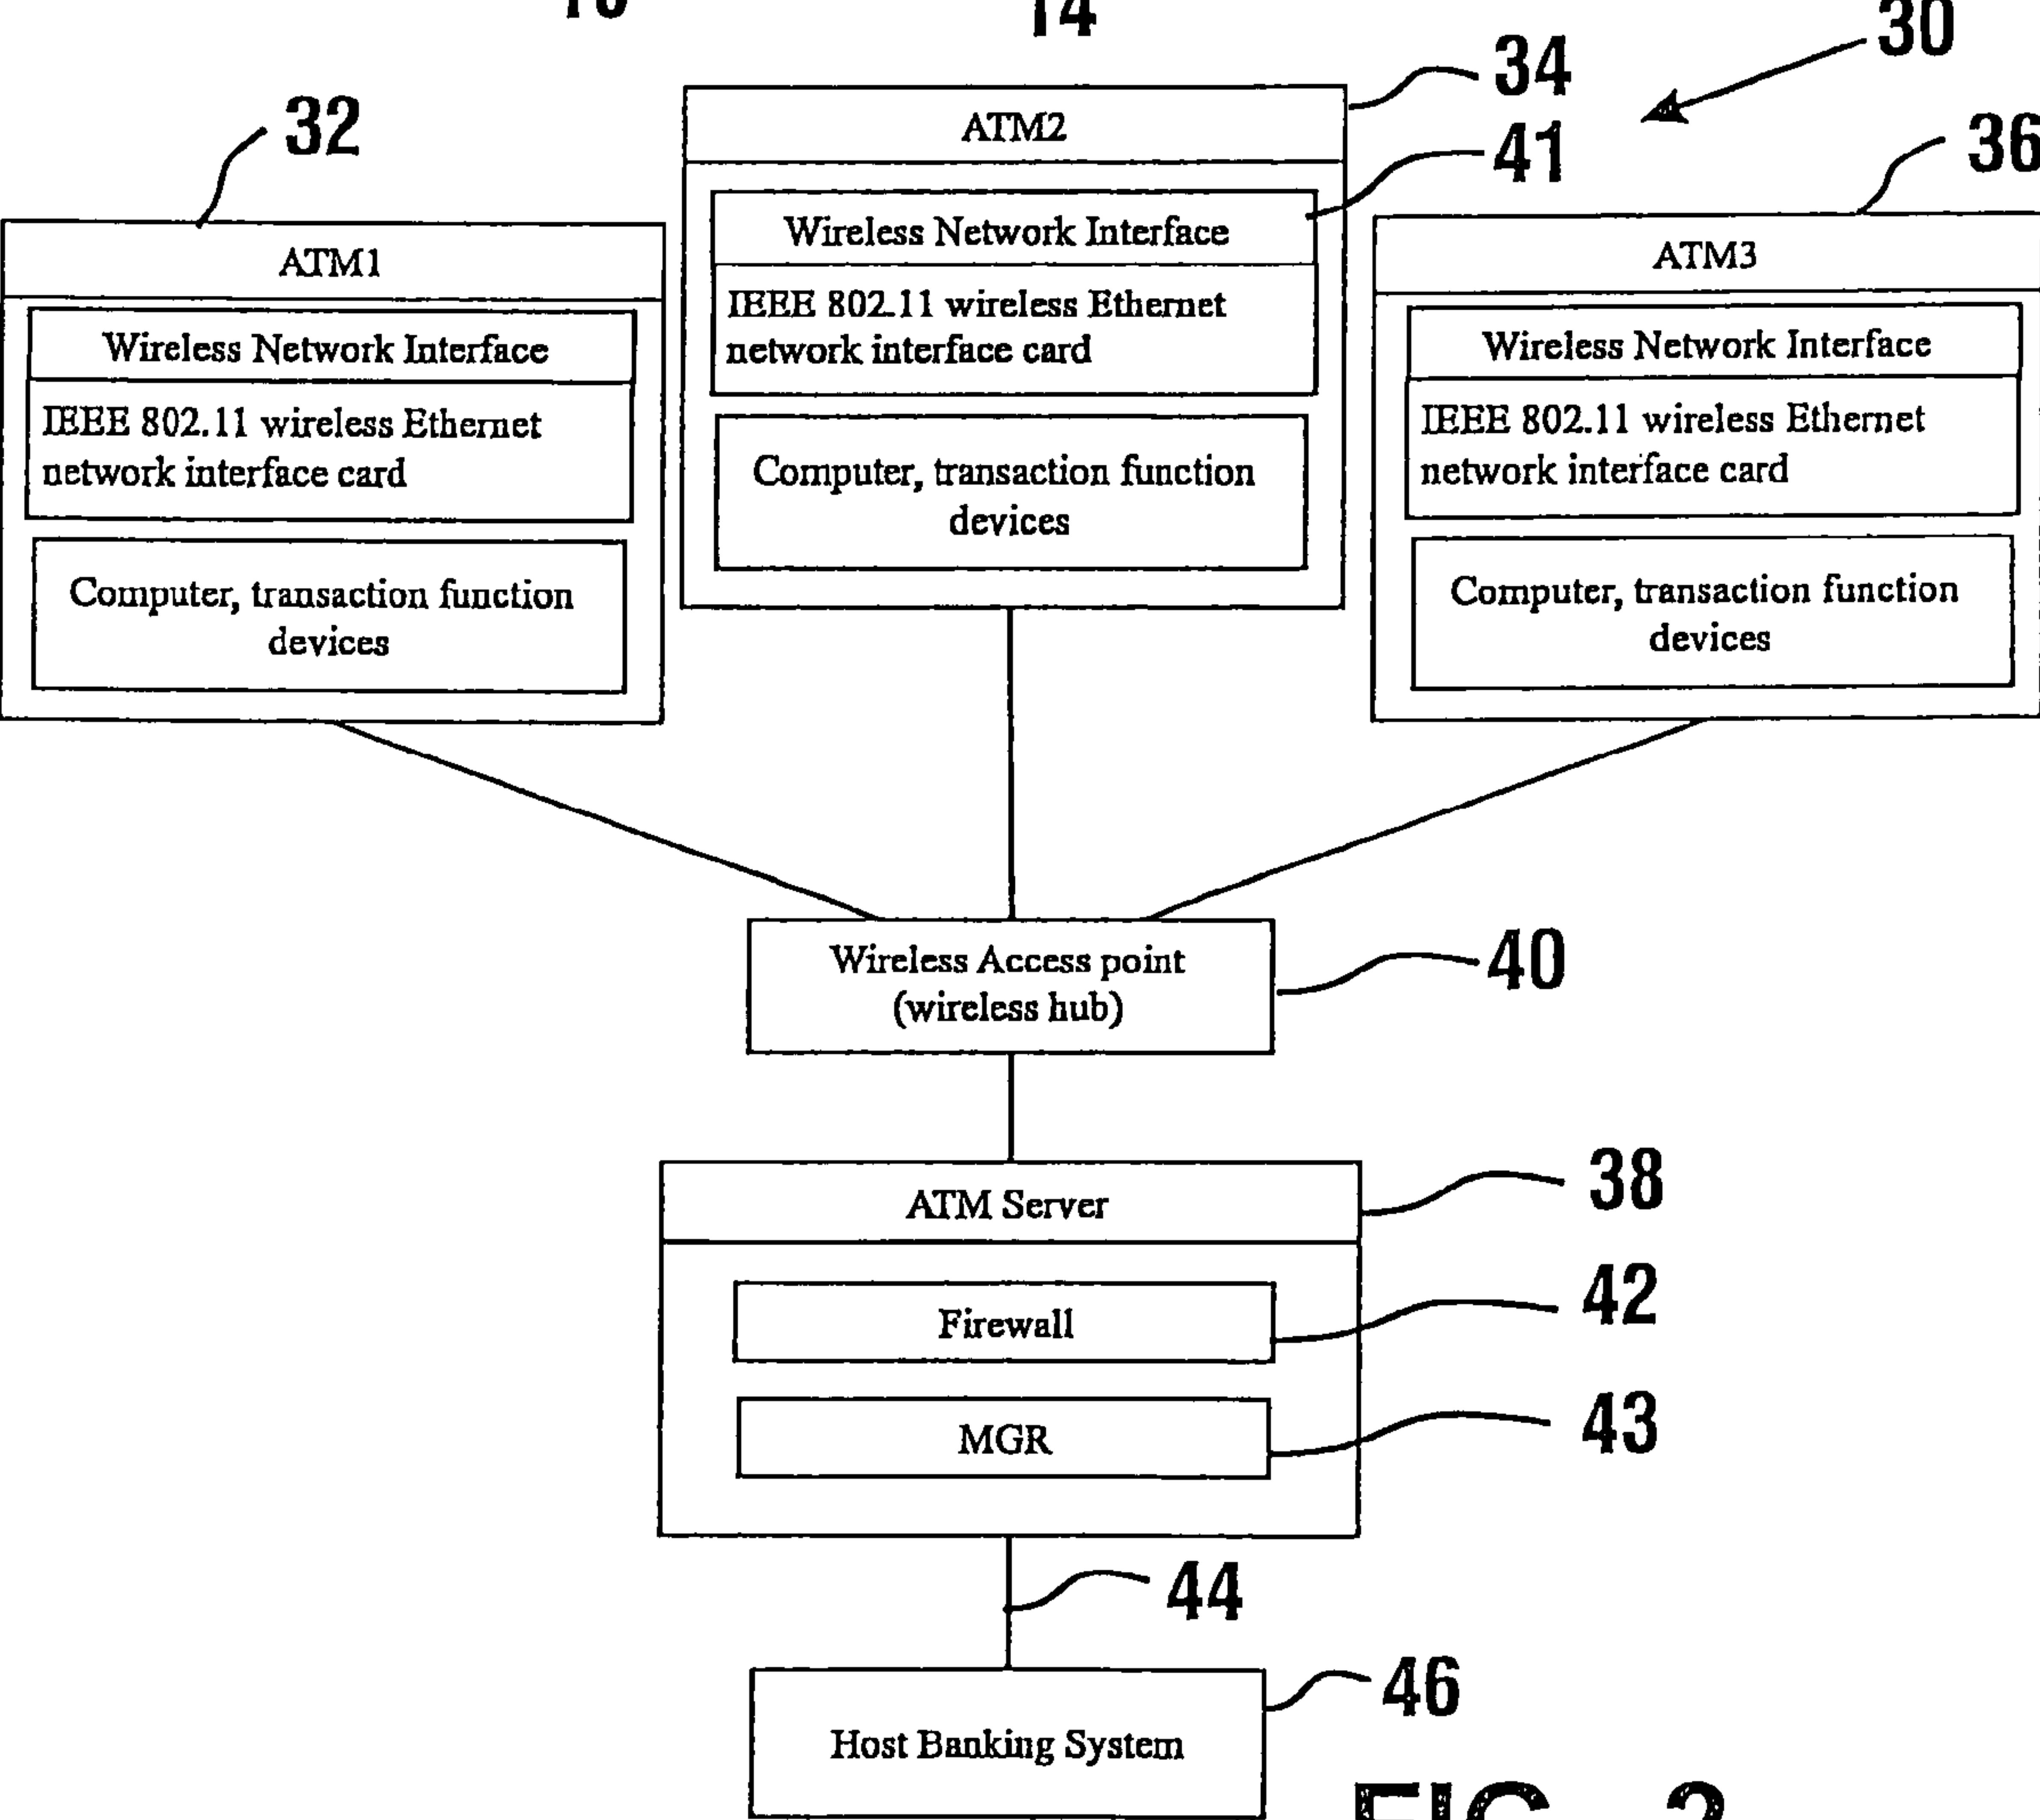 14
30
34
32
41
36
ATM2
ATM1
ATM3
Wireless Network Interface
IEEE 802.11 wireless Ethernet
network interface card
Computer, transaction function
devices
Wireless Network Interface
IEEE 802.11 wireless Ethernet
network interface card
Computer, transaction function
devices
Wireless Network Interface
IEEE 802.11 wireless Ethernet
network interface card
Computer, transaction function
devices
Wireless Access point
(wireless hub)
40
ATM Server
38
Firewall
42
MGR
43
44
Host Banking System
46